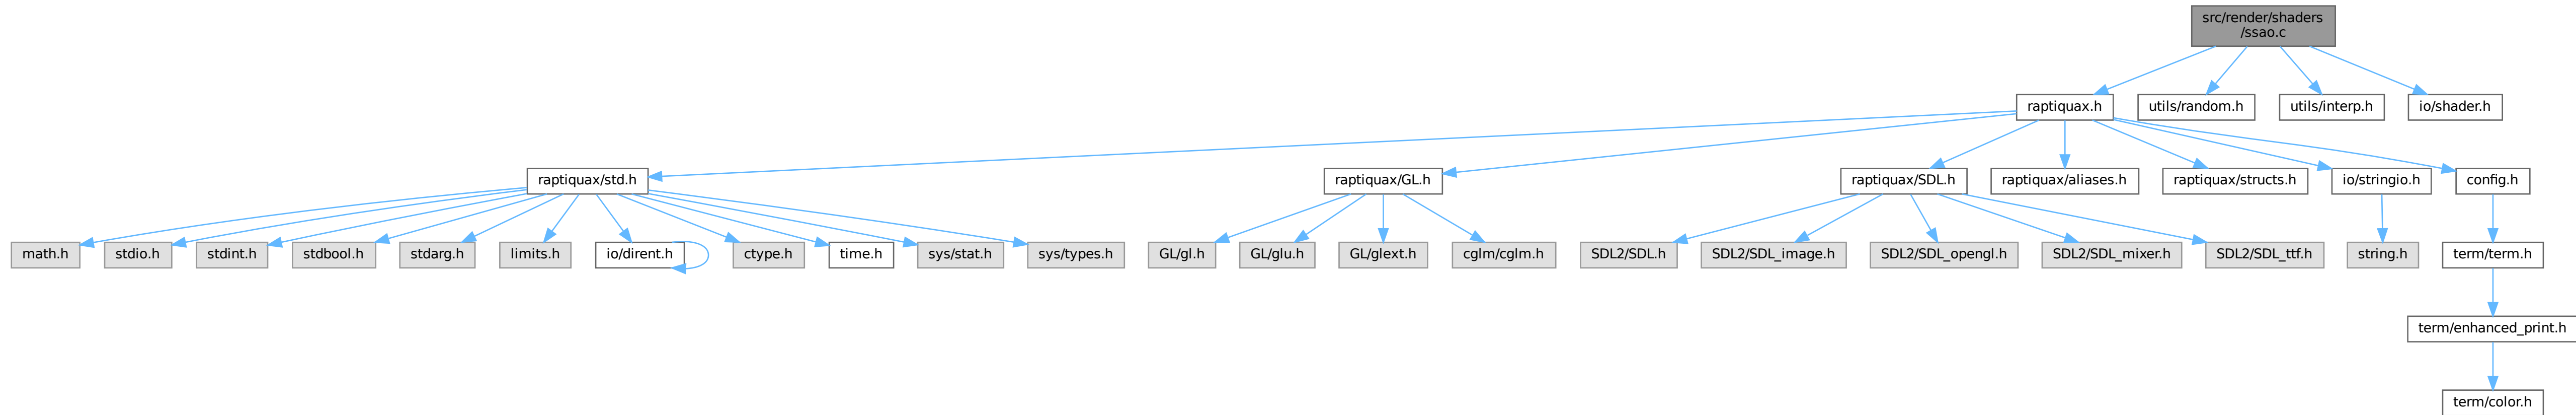 src/render/shaders
/ssao.c
raptiquax.h
utils/random.h
utils/interp.h
io/shader.h
raptiquax/std.h
raptiquax/GL.h
raptiquax/SDL.h
raptiquax/aliases.h
raptiquax/structs.h
io/stringio.h
config.h
math.h
stdio.h
stdint.h
stdbool.h
stdarg.h
limits.h
io/dirent.h
ctype.h
time.h
sys/stat.h
sys/types.h
GL/gl.h
GL/glu.h
GL/glext.h
cglm/cglm.h
SDL2/SDL.h
SDL2/SDL_image.h
SDL2/SDL_opengl.h
SDL2/SDL_mixer.h
SDL2/SDL_ttf.h
string.h
term/term.h
term/enhanced_print.h
term/color.h